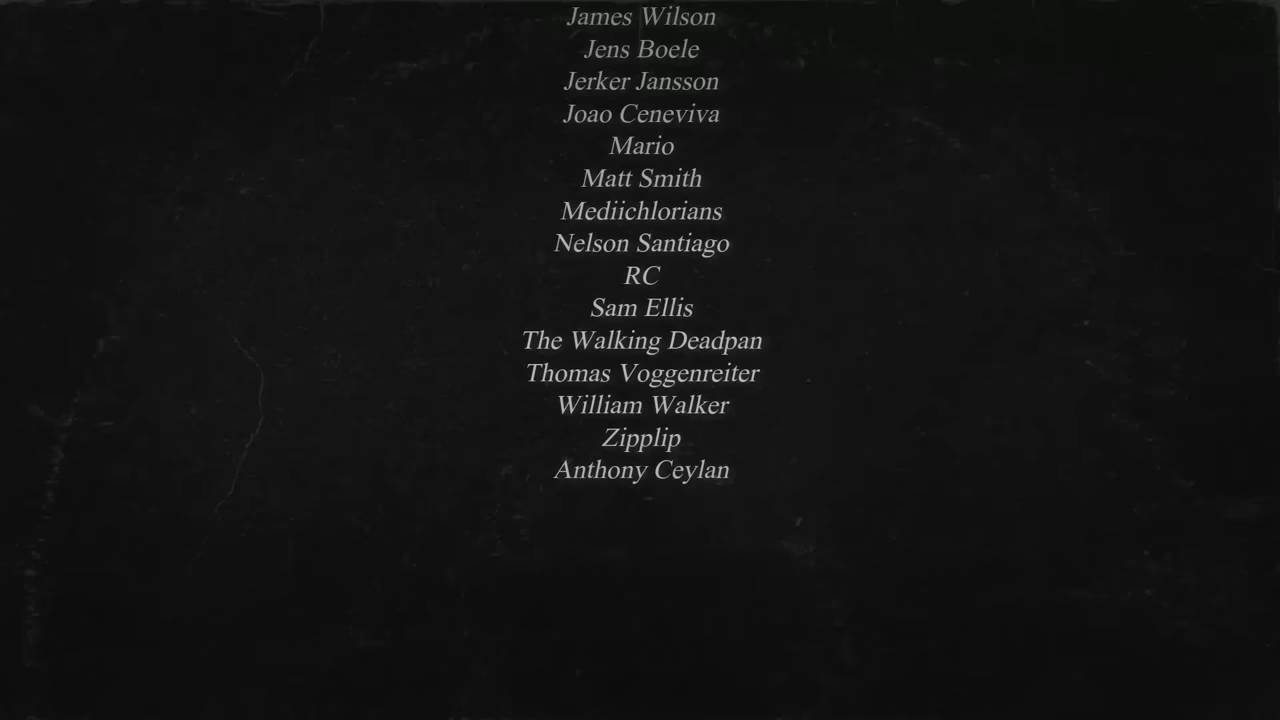 James Wilson
Jens Boele
Jerker Jansson
Joao Ceneviva
Mario
Matt Smith
Mediichlorians
Nelson Santiago
RC
Sam Ellis
The Walking Deadpan
Thomas Voggenreiter
William Walker
Zipplip
Anthony Ceylan